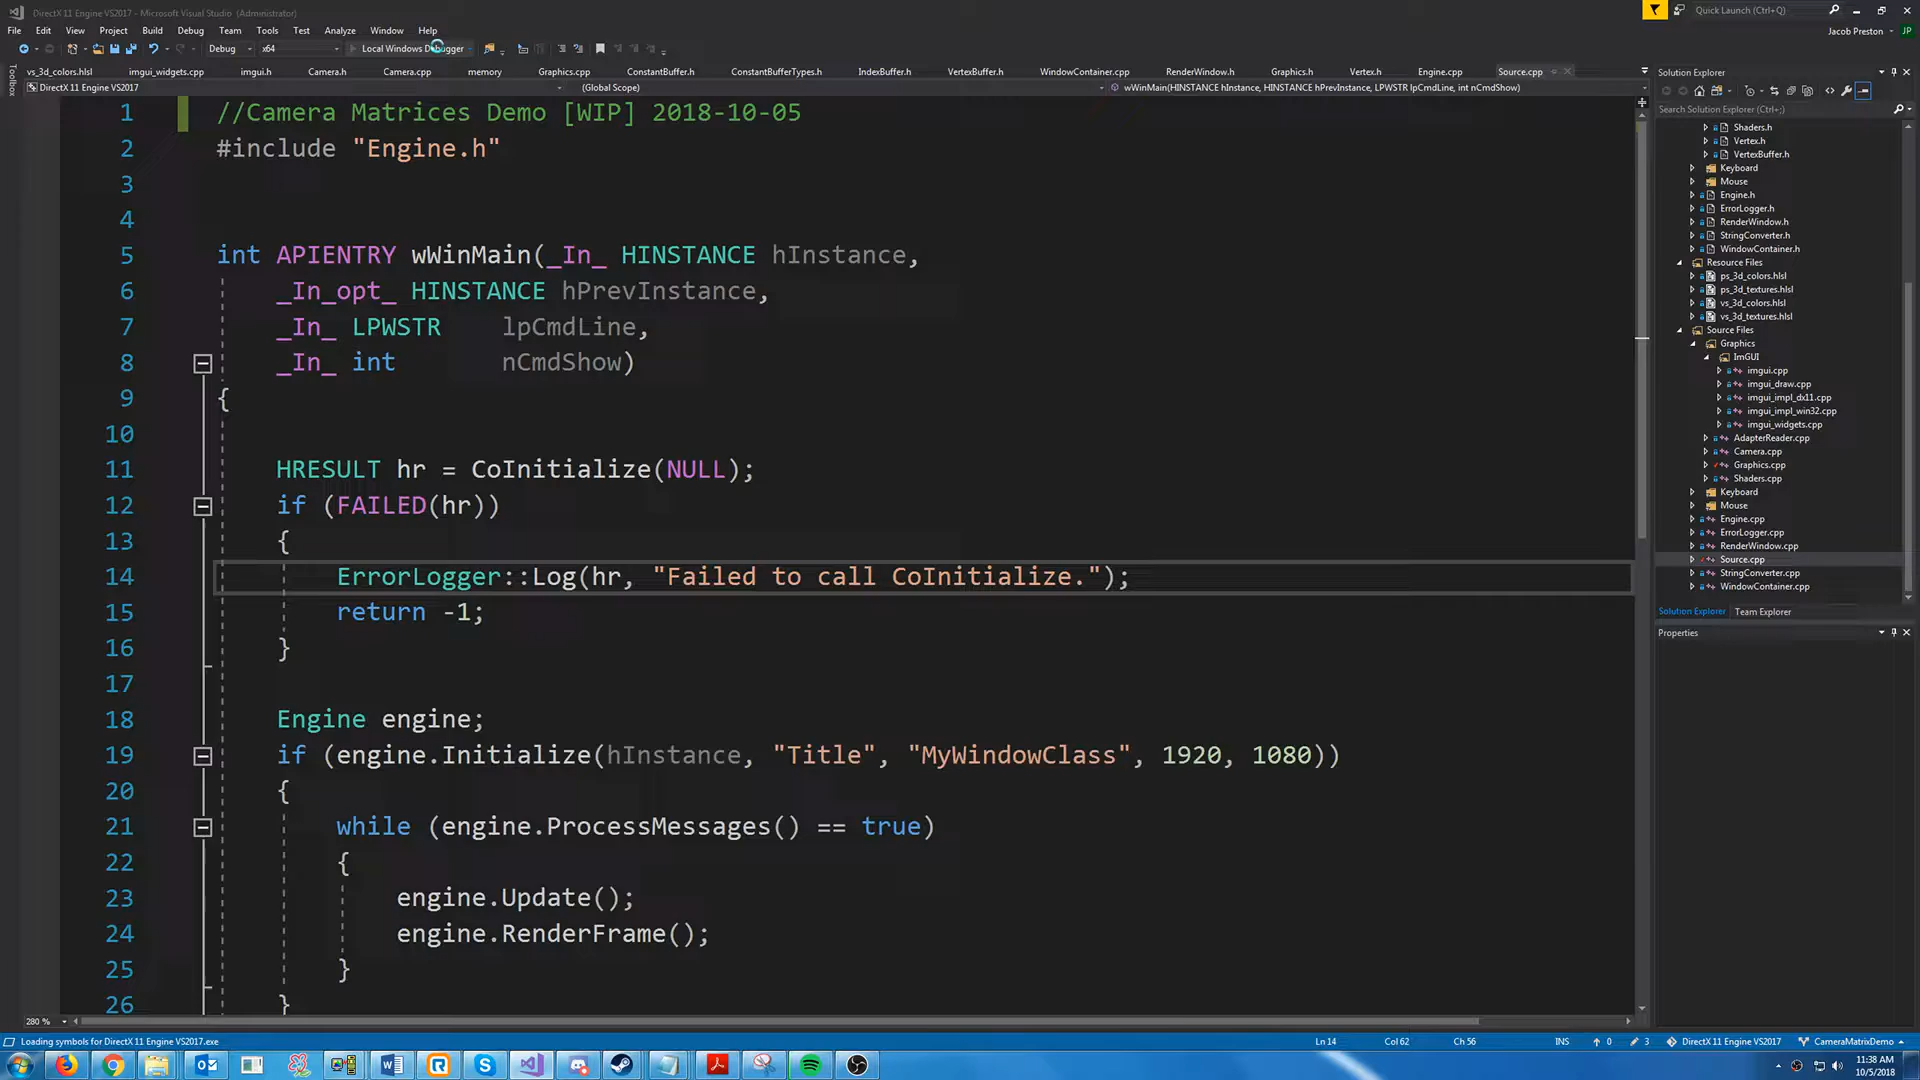 DirectX 11 Engine VS2017 - Microsoft Visual Studio (Administrator)
Quick Launch (Ctrl+Q)
File Edit View Project Build Debug Team Tools Test Analyze Window Help
Jacob Preston JP
Debug x64 Local Windows Debugger
Toolbox
vs_3d_colors.hlsl imgui_widgets.cpp imgui.h Camera.h Camera.cpp memory Graphics.cpp ConstantBuffer.h ConstantBufferTypes.h IndexBuffer.h VertexBuffer.h WindowContainer.cpp RenderWindow.h Graphics.h Vertex.h Engine.cpp Source.cpp
DirectX 11 Engine VS2017 (Global Scope) wWinMain(HINSTANCE hInstance, HINSTANCE hPrevInstance, LPWSTR lpCmdLine, int nCmdShow)
1 //Camera Matrices Demo [WIP] 2018-10-05
2 #include "Engine.h"
3
4
5 int APIENTRY wWinMain(_In_ HINSTANCE hInstance,
6 _In_opt_ HINSTANCE hPrevInstance,
7 _In_ LPWSTR lpCmdLine,
8 _In_ int nCmdShow)
9 {
10
11 HRESULT hr = CoInitialize(NULL);
12 if (FAILED(hr))
13 {
14 ErrorLogger::Log(hr, "Failed to call CoInitialize.");
15 return -1;
16 }
17
18 Engine engine;
19 if (engine.Initialize(hInstance, "Title", "MyWindowClass", 1920, 1080))
20 {
21 while (engine.ProcessMessages() == true)
22 {
23 engine.Update();
24 engine.RenderFrame();
25 }
26 }
280 %
Solution Explorer
Search Solution Explorer (Ctrl+;)
Shaders.h
Vertex.h
VertexBuffer.h
Keyboard
Mouse
Engine.h
ErrorLogger.h
RenderWindow.h
StringConverter.h
WindowContainer.h
Resource Files
ps_3d_colors.hlsl
ps_3d_textures.hlsl
vs_3d_colors.hlsl
vs_3d_textures.hlsl
Source Files
Graphics
ImGUI
imgui.cpp
imgui_draw.cpp
imgui_impl_dx11.cpp
imgui_impl_win32.cpp
imgui_widgets.cpp
AdapterReader.cpp
Camera.cpp
Graphics.cpp
Shaders.cpp
Keyboard
Mouse
Engine.cpp
ErrorLogger.cpp
RenderWindow.cpp
Source.cpp
StringConverter.cpp
WindowContainer.cpp
Solution Explorer Team Explorer
Properties
Loading symbols for DirectX 11 Engine VS2017.exe Ln 14 Col 62 Ch 56 INS 0 3 DirectX 11 Engine VS2017 CameraMatrixDemo
11:38 AM
10/5/2018